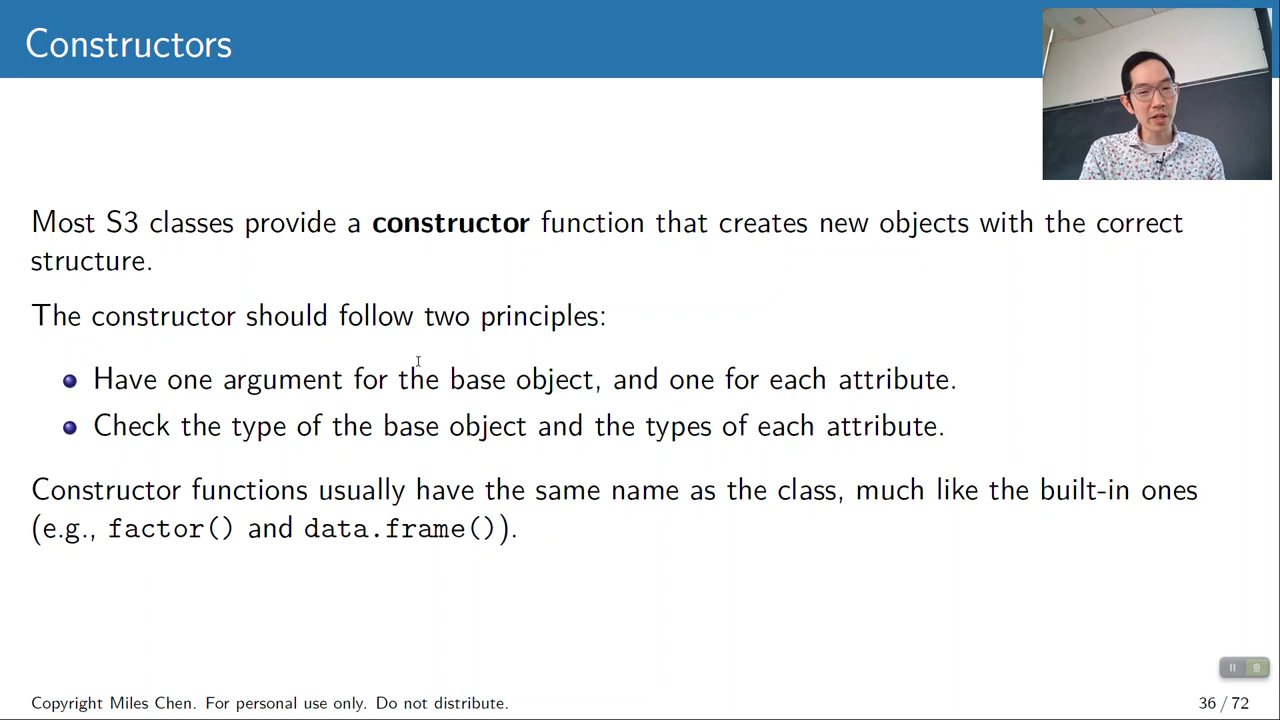 Constructors
Most S3 classes provide a constructor function that creates new objects with the correct
structure.
The constructor should follow two principles:
Have one argument for the base object, and one for each attribute.
Check the type of the base object and the types of each attribute.
Constructor functions usually have the same name as the class, much like the built-in ones
(e.g., factor() and data.frame()).
Copyright Miles Chen. For personal use only. Do not distribute.
36 / 72